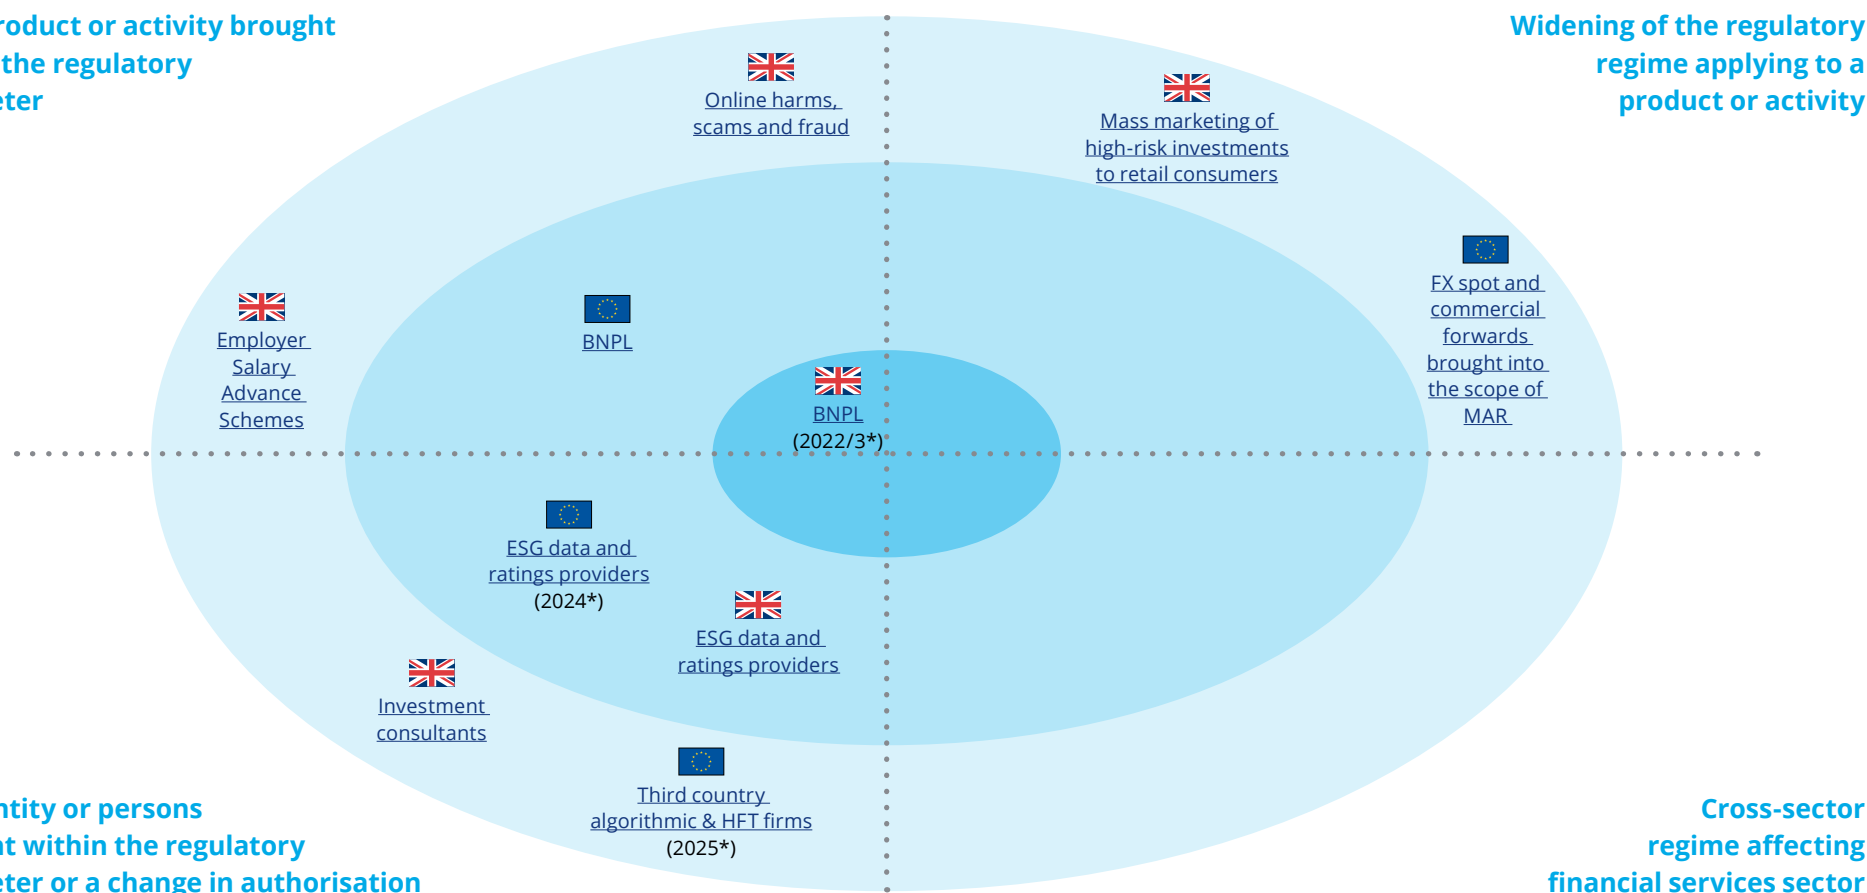 roduct or activity brought
the regulatory
eter
Widening of the regulatory
regime applying to a
product or activity
Online harms,
scams and fraud
Mass marketing of
high-risk investments
to retail consumers
Employer
Salary
Advance
Schemes
BNPL
FX spot and
commercial
forwards
brought into
the scope of
MAR
BNPL
(2022/3*)
ESG data and
ratings providers
(2024*)
ESG data and
ratings providers
Investment
consultants
Third country
algorithmic & HFT firms
(2025*)
ntity or persons
nt within the regulatory
eter or a change in authorisation
Cross-sector
regime affecting
financial services sector